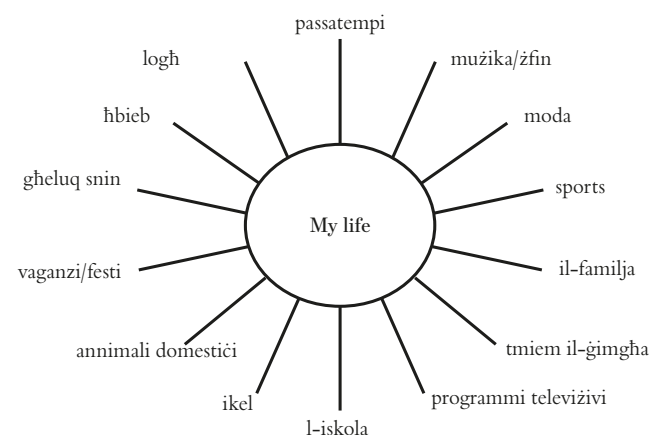 passatempi
logħ
mużika/żfin
ħbieb
moda
għeluq snin
sports
My life
vaganzi/festi
il-familja
annimali domestiċi
tmiem il-ġimgħa
ikel
programmi televiżivi
l-iskola